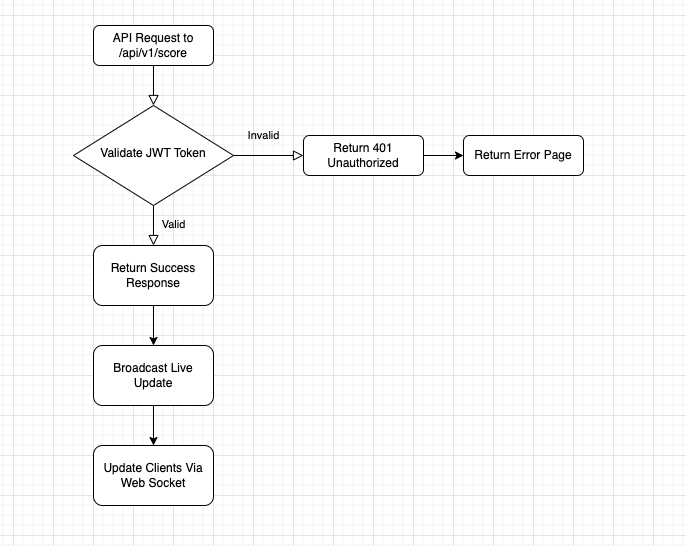 API Request to
/api/v1/score
Validate JWT Token
Invalid
Return 401
Unauthorized
Return Error Page
Valid
Return Success
Response
Broadcast Live
Update
Update Clients Via
Web Socket